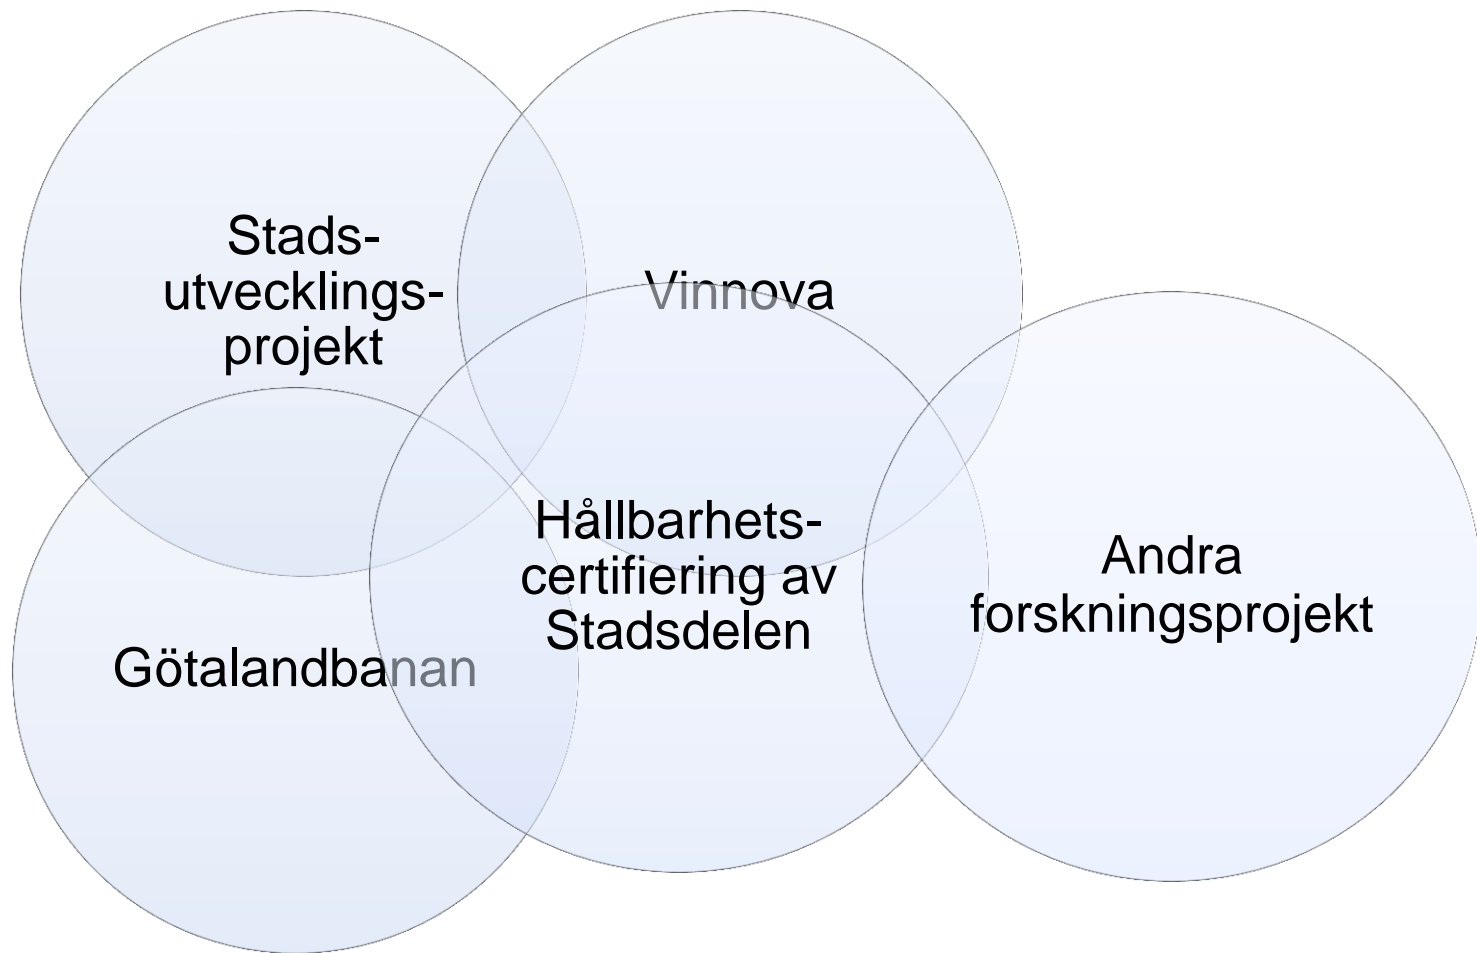 Stads-
utvecklings-
projekt
Vinnova
Hållbarhets-
certifiering av
Stadsdelen
Andra
forskningsprojekt
Götalandbanan